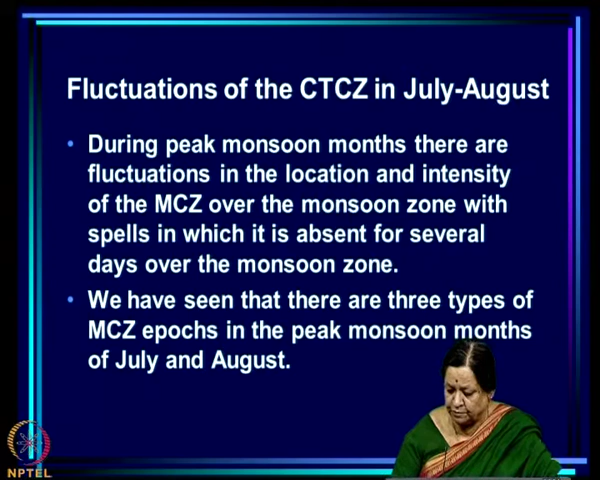 Fluctuations of the CTCZ in July-August
• During peak monsoon months there are
fluctuations in the location and intensity
of the MCZ over the monsoon zone with
spells in which it is absent for several
days over the monsoon zone.
• We have seen that there are three types of
MCZ epochs in the peak monsoon months
of July and August.
NPTEL